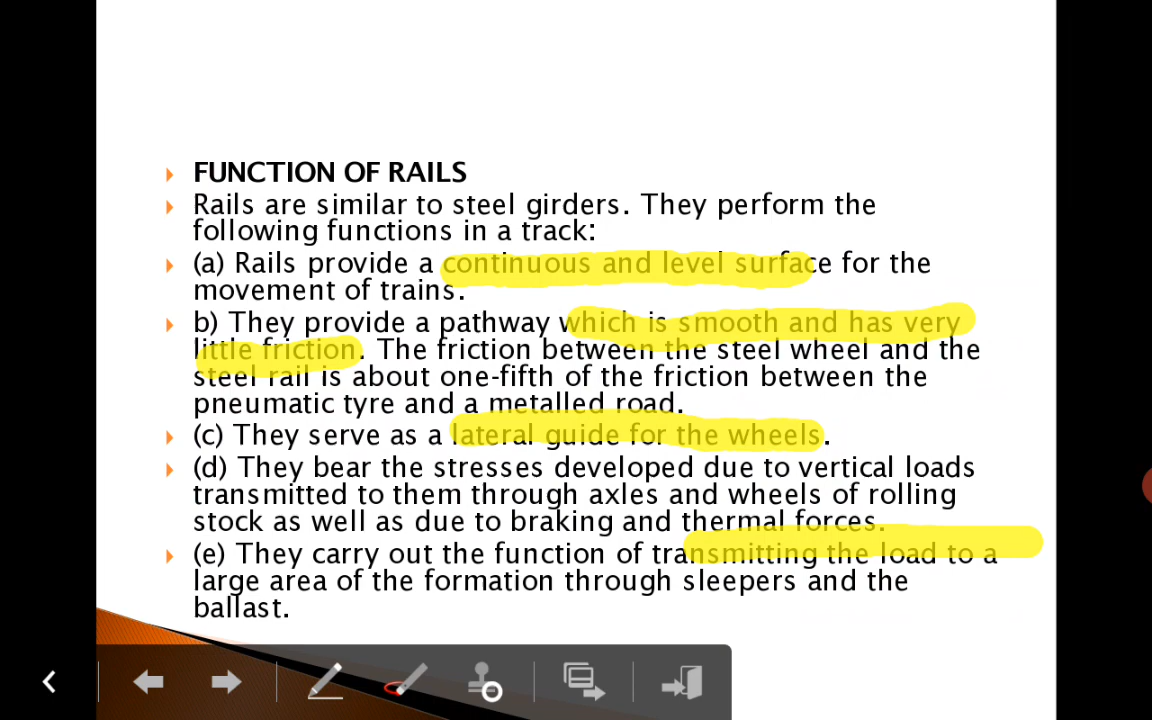 FUNCTION OF RAILS
Rails are similar to steel girders. They perform the
following functions in a track:
(a) Rails provide a continuous and level surface for the
movement of trains.
b) They provide a pathway which is smooth and has very
little friction. The friction between the steel wheel and the
steel rail is about one-fifth of the friction between the
pneumatic tyre and a metalled road.
(c) They serve as a lateral guide for the wheels.
(d) They bear the stresses developed due to vertical loads
transmitted to them through axles and wheels of rolling
stock as well as due to braking and thermal forces.
(e) They carry out the function of transmitting the load to a
large area of the formation through sleepers and the
ballast.